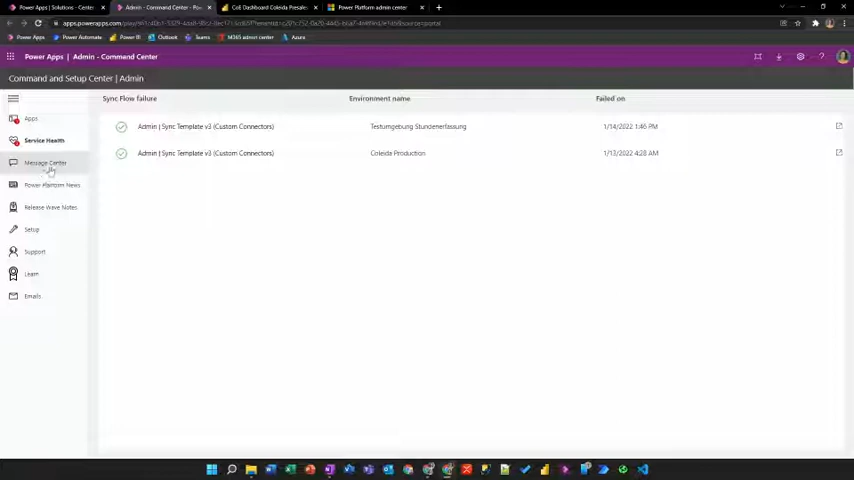 Power Apps | Solutions - Center
Admin - Command Center - Po
CoE Dashboard Coleida Presale
Power Platform admin center
Power Apps
Power Automate
Power BI
Outlook
Teams
M365 admin center
Azure
Power Apps | Admin - Command Center
Command and Setup Center | Admin
Sync Flow failure
Environment name
Failed on
Apps
Admin | Sync Template v3 (Custom Connectors)
Testumgebung Stundenerfassung
1/14/2022 1:46 PM
Service Health
Admin | Sync Template v3 (Custom Connectors)
Coleida Production
1/13/2022 4:28 AM
Message Center
Power Platform News
Release Wave Notes
Setup
Support
Learn
Emails